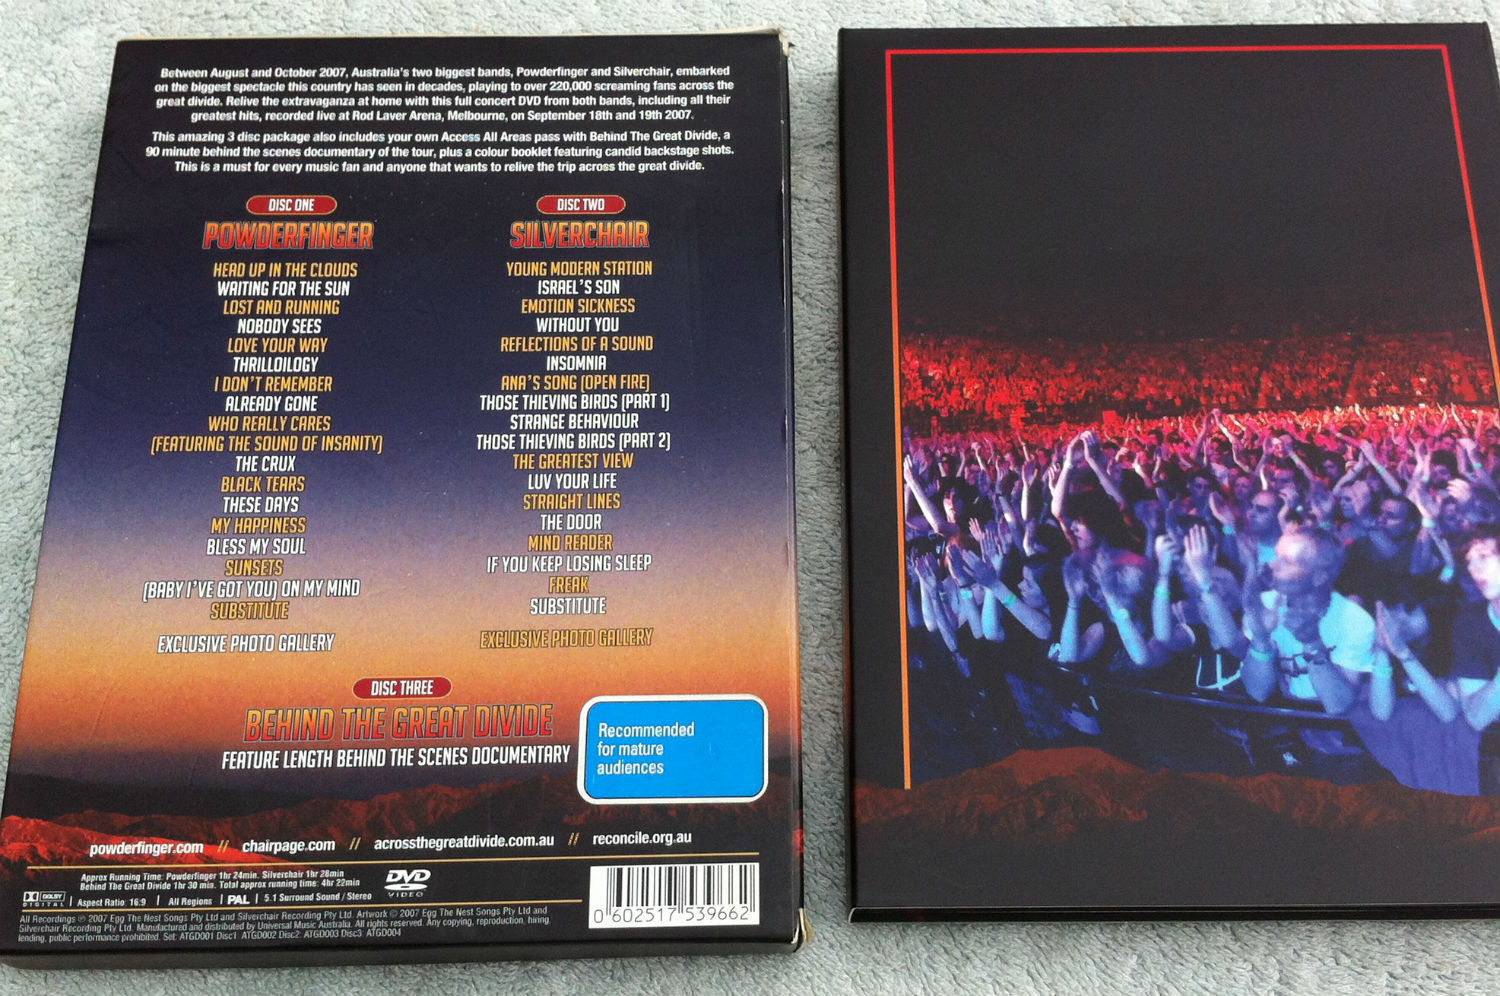 Between August and October 2007, Australia's two biggest bands, Powderfinger and Silverchair, embarked
on the biggest spectacle this country has seen in decades, playing to over 220,000 screaming fans across the
great divide. Relive the extravaganza at home with this full concert DVD from both bands, including all their
greatest hits, recorded live at Rod Laver Arena, Melbourne, on September 18th and 19th 2007.
This amazing 3 disc package also includes your own Access All Areas pass with Behind The Great Divide, a
90 minute behind the scenes documentary of the tour, plus a colour booklet featuring candid backstage shots.
This is a must for every music fan and anyone that wants to relive the trip across the great divide.
DISC ONE
POWDERFINGER
HEAD UP IN THE CLOUDS
WAITING FOR THE SUN
LOST AND RUNNING
NOBODY SEES
LOVE YOUR WAY
THRILLOILOGY
I DON'T REMEMBER
ALREADY GONE
WHO REALLY CARES
(FEATURING THE SOUND OF INSANITY)
THE CRUX
BLACK TEARS
THESE DAYS
MY HAPPINESS
BLESS MY SOUL
SUNSETS
(BABY I'VE GOT YOU) ON MY MIND
SUBSTITUTE
EXCLUSIVE PHOTO GALLERY
DISC TWO
SILVERCHAIR
YOUNG MODERN STATION
ISRAEL'S SON
EMOTION SICKNESS
WITHOUT YOU
REFLECTIONS OF A SOUND
INSOMNIA
ANA'S SONG (OPEN FIRE)
THOSE THIEVING BIRDS (PART 1)
STRANGE BEHAVIOUR
THOSE THIEVING BIRDS (PART 2)
THE GREATEST VIEW
LUV YOUR LIFE
STRAIGHT LINES
THE DOOR
MIND READER
IF YOU KEEP LOSING SLEEP
FREAK
SUBSTITUTE
EXCLUSIVE PHOTO GALLERY
DISC THREE
BEHIND THE GREAT DIVIDE
FEATURE LENGTH BEHIND THE SCENES DOCUMENTARY
Recommended
for mature
audiences
powderfinger.com // chairpage.com // acrossthegreatdivide.com.au // reconcile.org.au
Approx Running Time: Powderfinger 1hr 24min. Silverchair 1hr 28min
Behind The Great Divide 1hr 30 min. Total approx running time: 4hr 22min
DOLBY DIGITAL | Aspect Ratio 16:9 | All Regions | PAL | 5.1 Surround Sound / Stereo
DVD VIDEO
All Recordings ℗ 2007 Egg The Nest Songs Pty Ltd and Silverchair Recording Pty Ltd. Artwork © 2007 Egg The Nest Songs Pty Ltd and
Silverchair Recording Pty Ltd. Manufactured and distributed by Universal Music Australia. All rights reserved. Any copying, reproduction, hiring,
lending, public performance prohibited. Set: ATGD001 Disc1: ATGD002 Disc2: ATGD003 Disc3: ATGD004
0 602517 539662